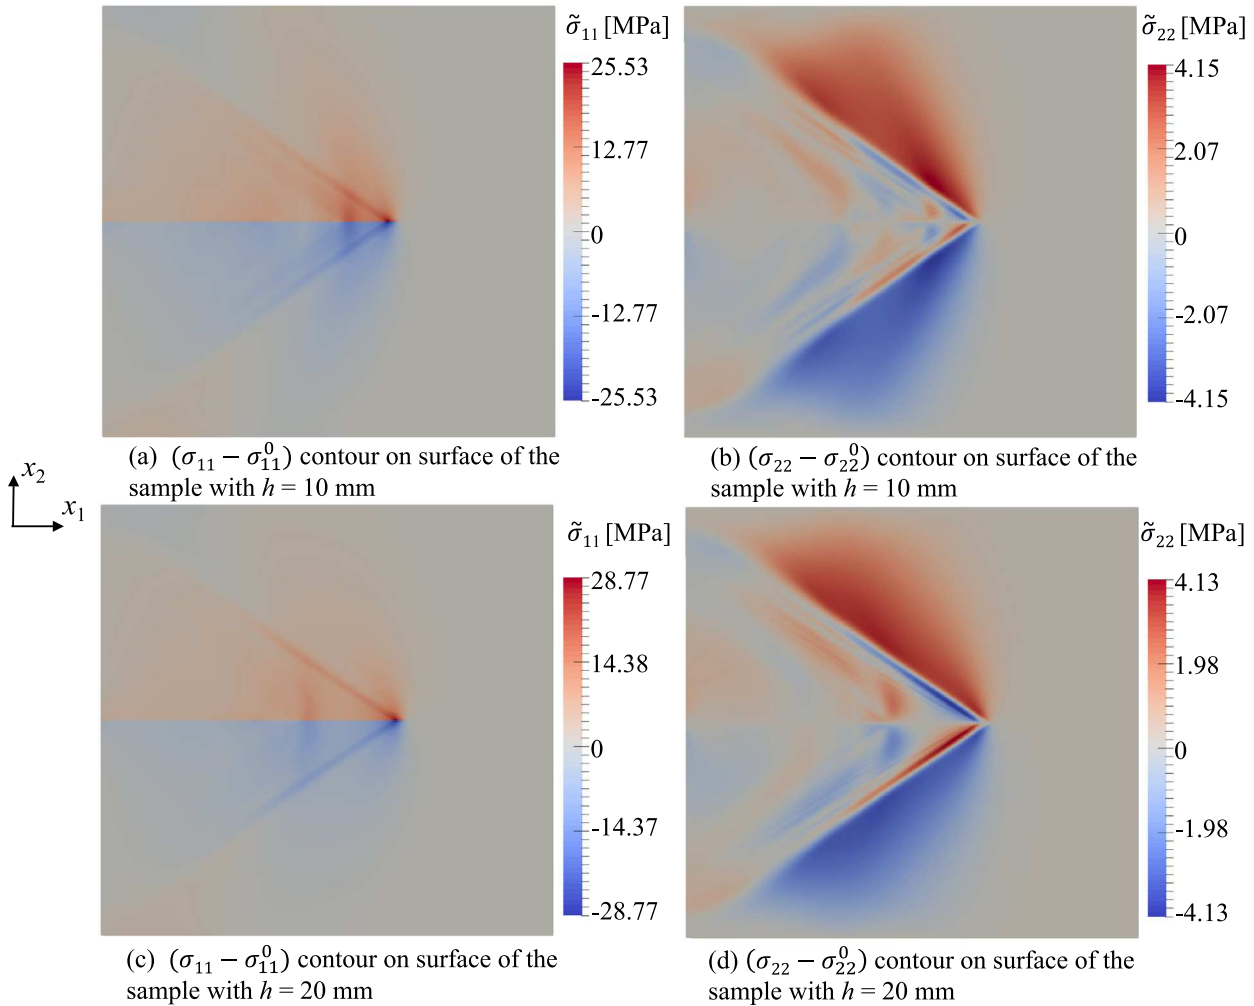 σ̃₁₁ [MPa]
25.53
12.77
0
-12.77
-25.53
σ̃₂₂ [MPa]
4.15
2.07
0
-2.07
-4.15
(a) (σ₁₁ − σ⁰₁₁) contour on surface of the
sample with h = 10 mm
(b) (σ₂₂ − σ⁰₂₂) contour on surface of the
sample with h = 10 mm
x₂
x₁
σ̃₁₁ [MPa]
28.77
14.38
0
-14.37
-28.77
σ̃₂₂ [MPa]
4.13
1.98
0
-1.98
-4.13
(c) (σ₁₁ − σ⁰₁₁) contour on surface of the
sample with h = 20 mm
(d) (σ₂₂ − σ⁰₂₂) contour on surface of the
sample with h = 20 mm